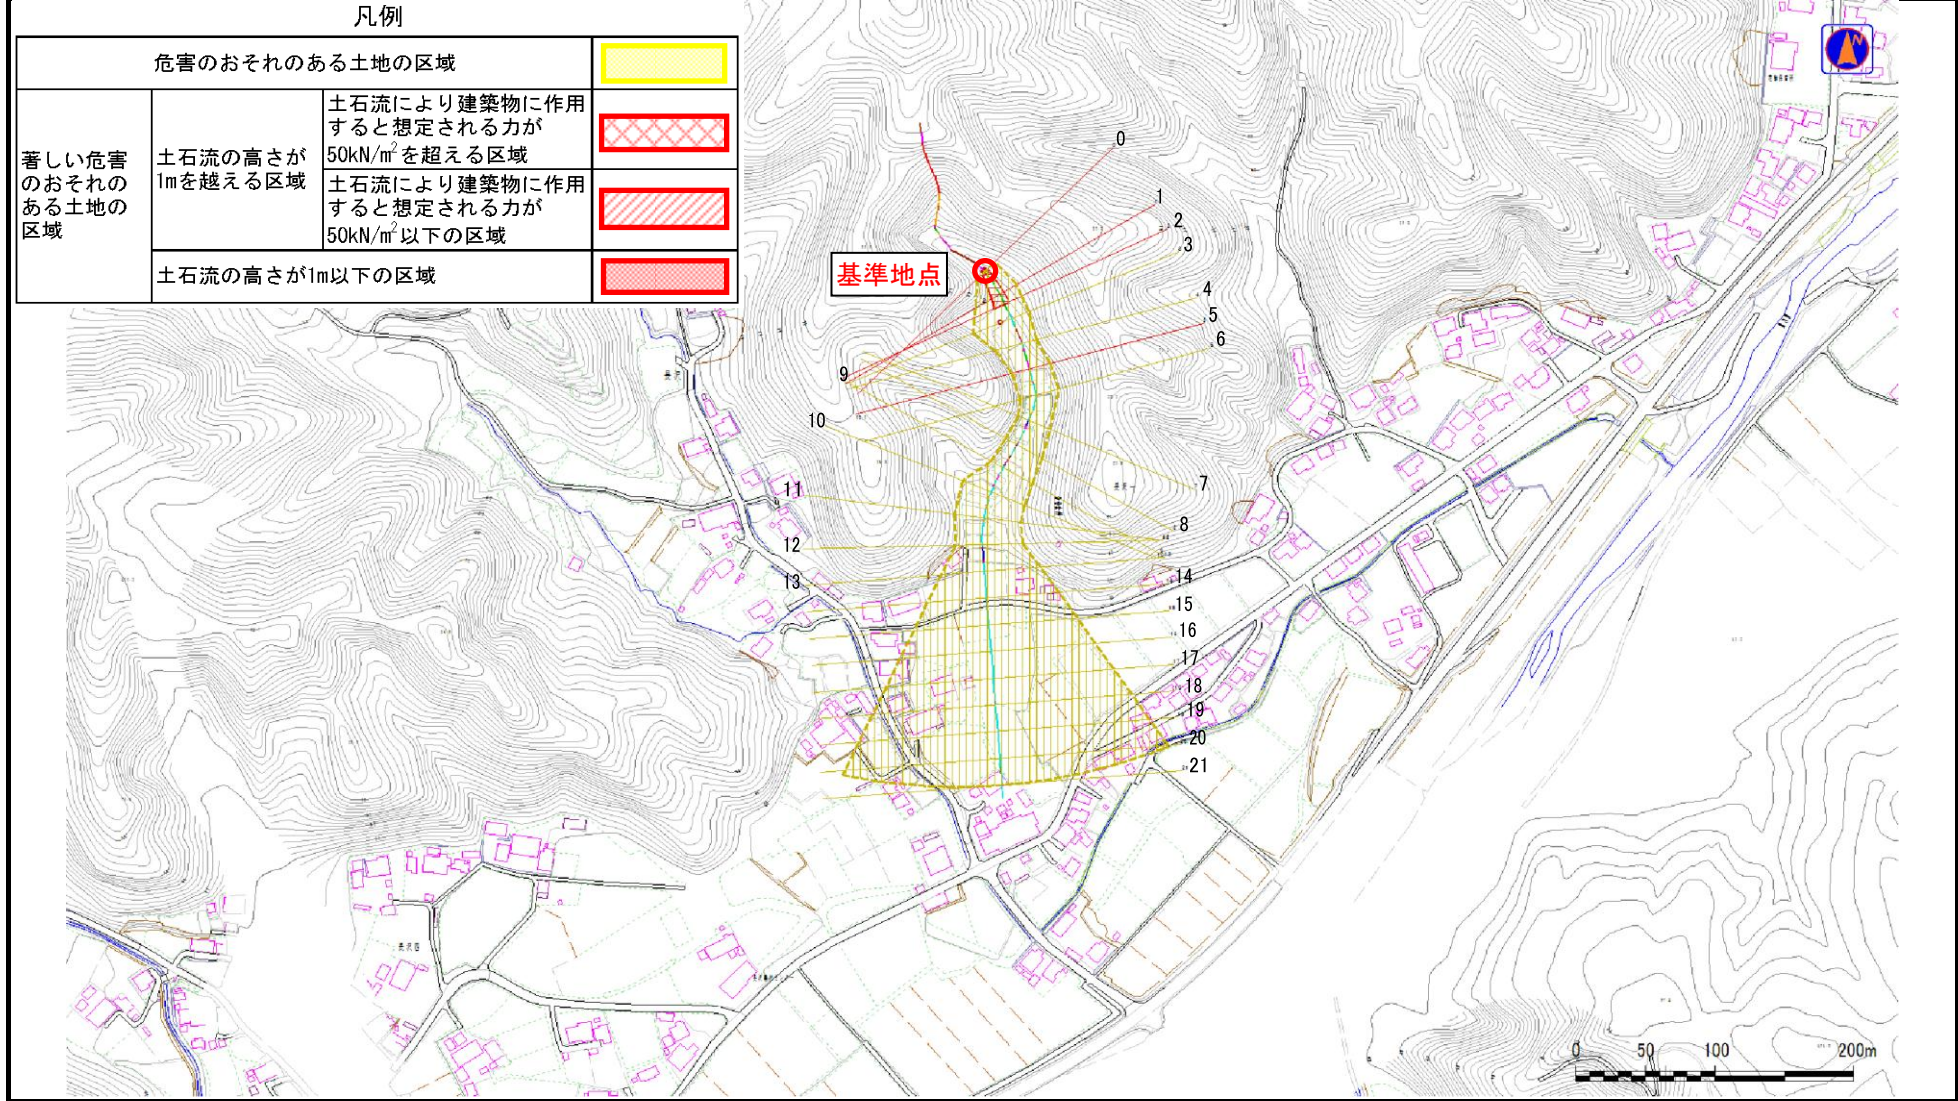 凡例
危害のおそれのある土地の区域
著しい危害
のおそれの
ある土地の
区域
土石流の高さが
1mを越える区域
土石流により建築物に作用
すると想定される力が
50kN/m²を超える区域
土石流により建築物に作用
すると想定される力が
50kN/m²以下の区域
土石流の高さが1m以下の区域
N
基準地点
0
1
2
3
4
5
6
7
8
9
10
11
12
13
14
15
16
17
18
19
20
21
0 50 100 200m